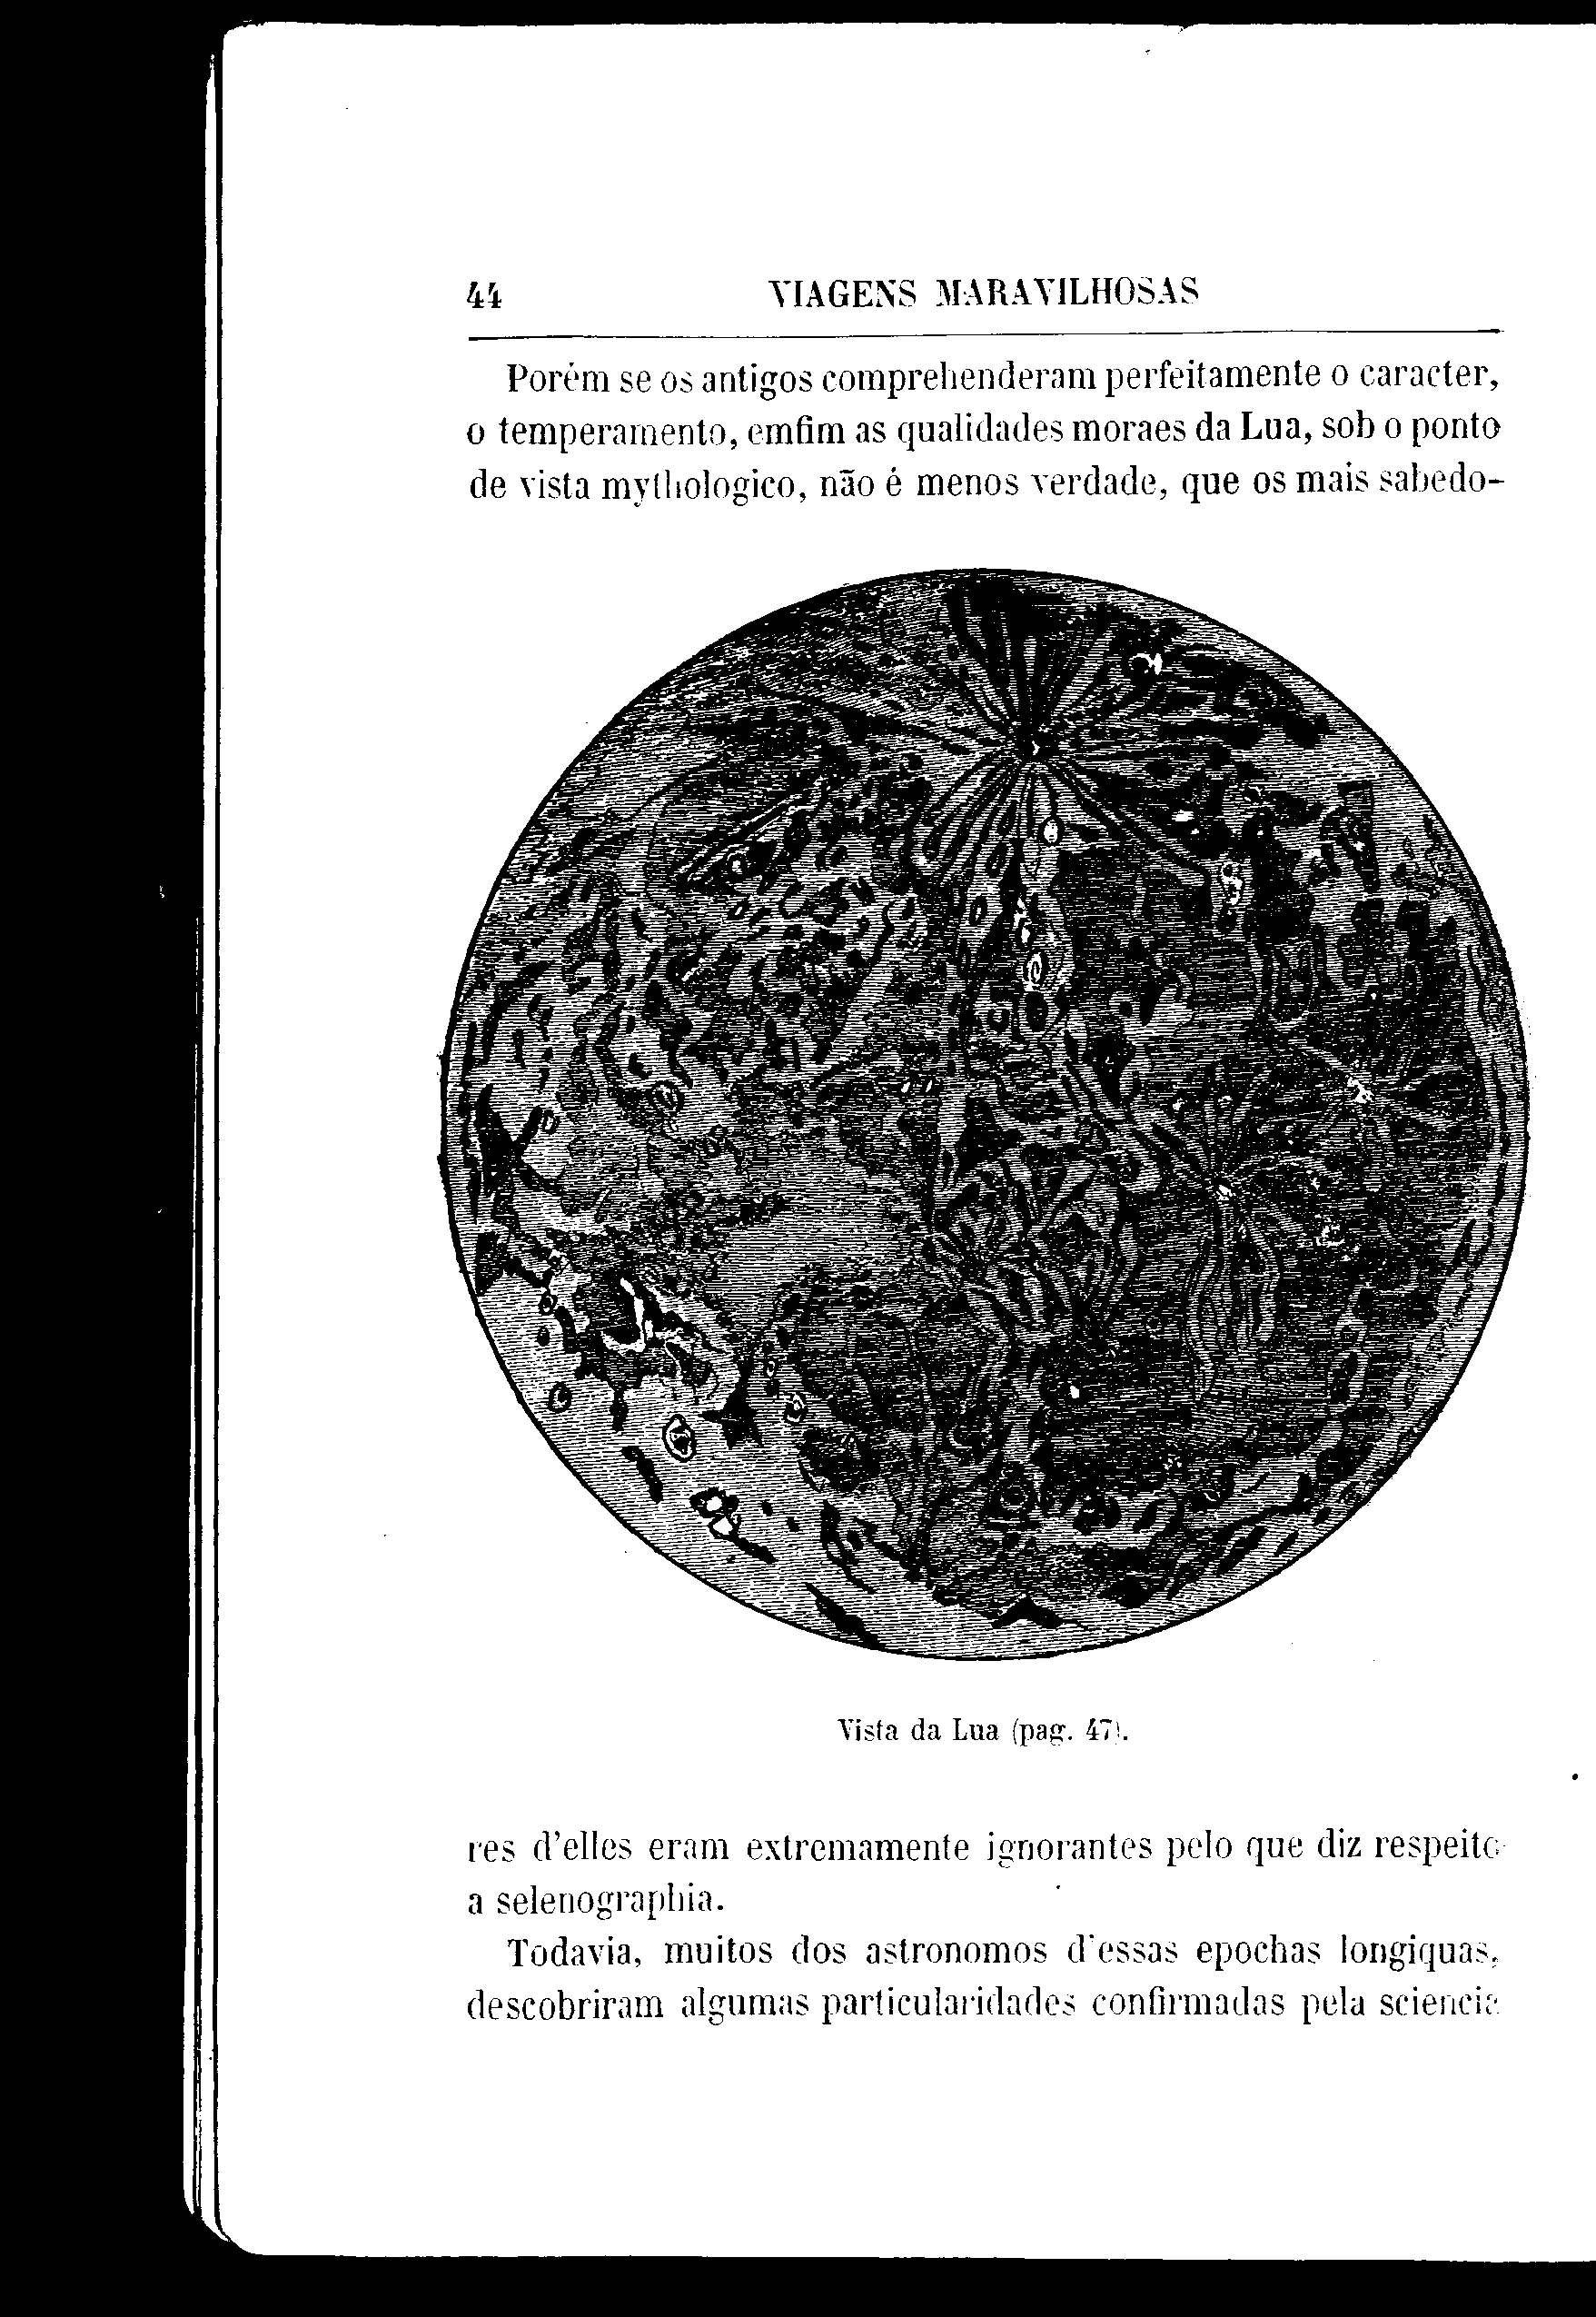 44 VIAGENS MARAVILHOSAS
Porém se os antigos comprehenderam perfeitamente o caracter,
o temperamento, emfim as qualidades moraes da Lua, sob o ponto
de vista mythologico, não é menos verdade, que os mais sabedo-
Vista da Lua (pag. 47).
res d'elles eram extremamente ignorantes pelo que diz respeito
a selenographia.
Todavia, muitos dos astronomos d'essas epochas longiquas,
descobriram algumas particularidades confirmadas pela sciencia